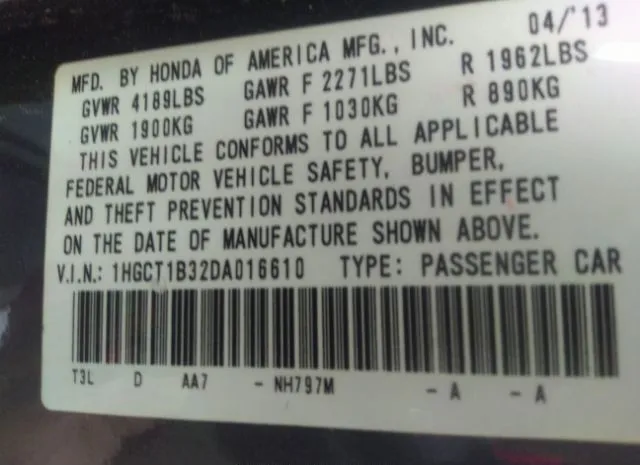 04/'13
MFD. BY HONDA OF AMERICA MFG., INC.
GVWR 4189LBS GAWR F 2271LBS R 1962LBS
GVWR 1900KG GAWR F 1030KG R 890KG
THIS VEHICLE CONFORMS TO ALL APPLICABLE
FEDERAL MOTOR VEHICLE SAFETY, BUMPER,
AND THEFT PREVENTION STANDARDS IN EFFECT
ON THE DATE OF MANUFACTURE SHOWN ABOVE.
V.I.N.: 1HGCT1B32DA016610 TYPE: PASSENGER CAR
T3L D AA7 - NH797M - A - A